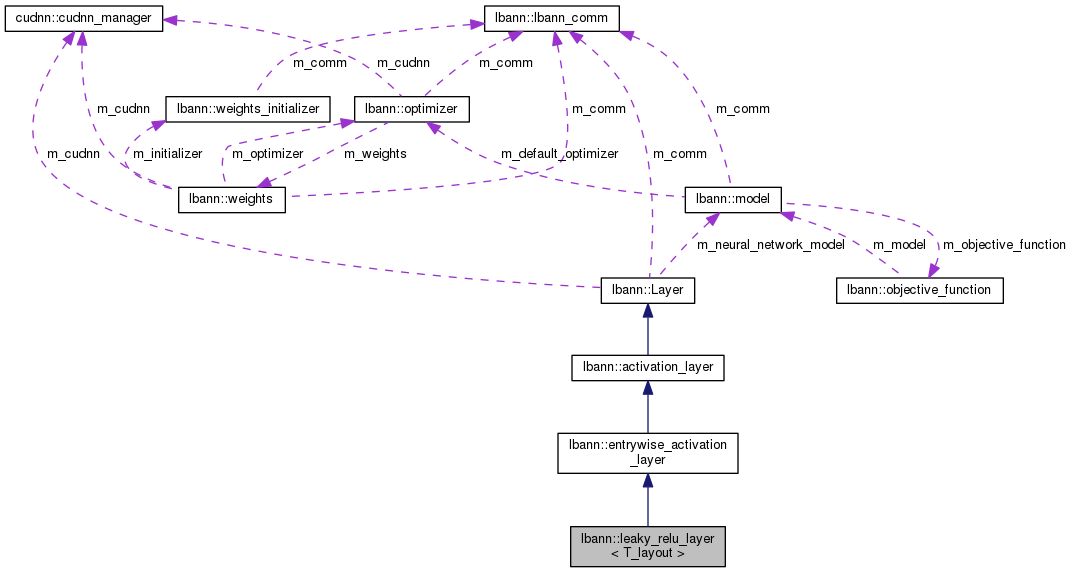 cudnn::cudnn_manager
lbann::lbann_comm
m_comm
m_cudnn
m_comm
lbann::weights_initializer
lbann::optimizer
m_cudnn
m_comm
m_comm
m_cudnn
m_initializer
m_optimizer
m_weights
m_default_optimizer
m_comm
lbann::weights
lbann::model
m_neural_network_model
m_model
m_objective_function
lbann::Layer
lbann::objective_function
lbann::activation_layer
lbann::entrywise_activation
_layer
lbann::leaky_relu_layer
< T_layout >